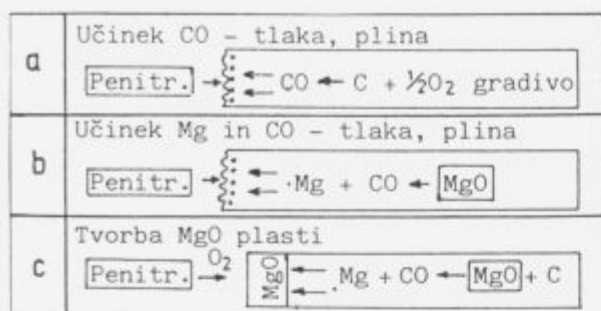 a
Učinek CO - tlaka, plina
Penitr. → ← CO ← C + ½O₂ gradivo
b
Učinek Mg in CO - tlaka, plina
Penitr. → ← ·Mg + CO ← MgO
c
Tvorba MgO plasti
Penitr. O₂ → MgO ← Mg + CO ← MgO + C